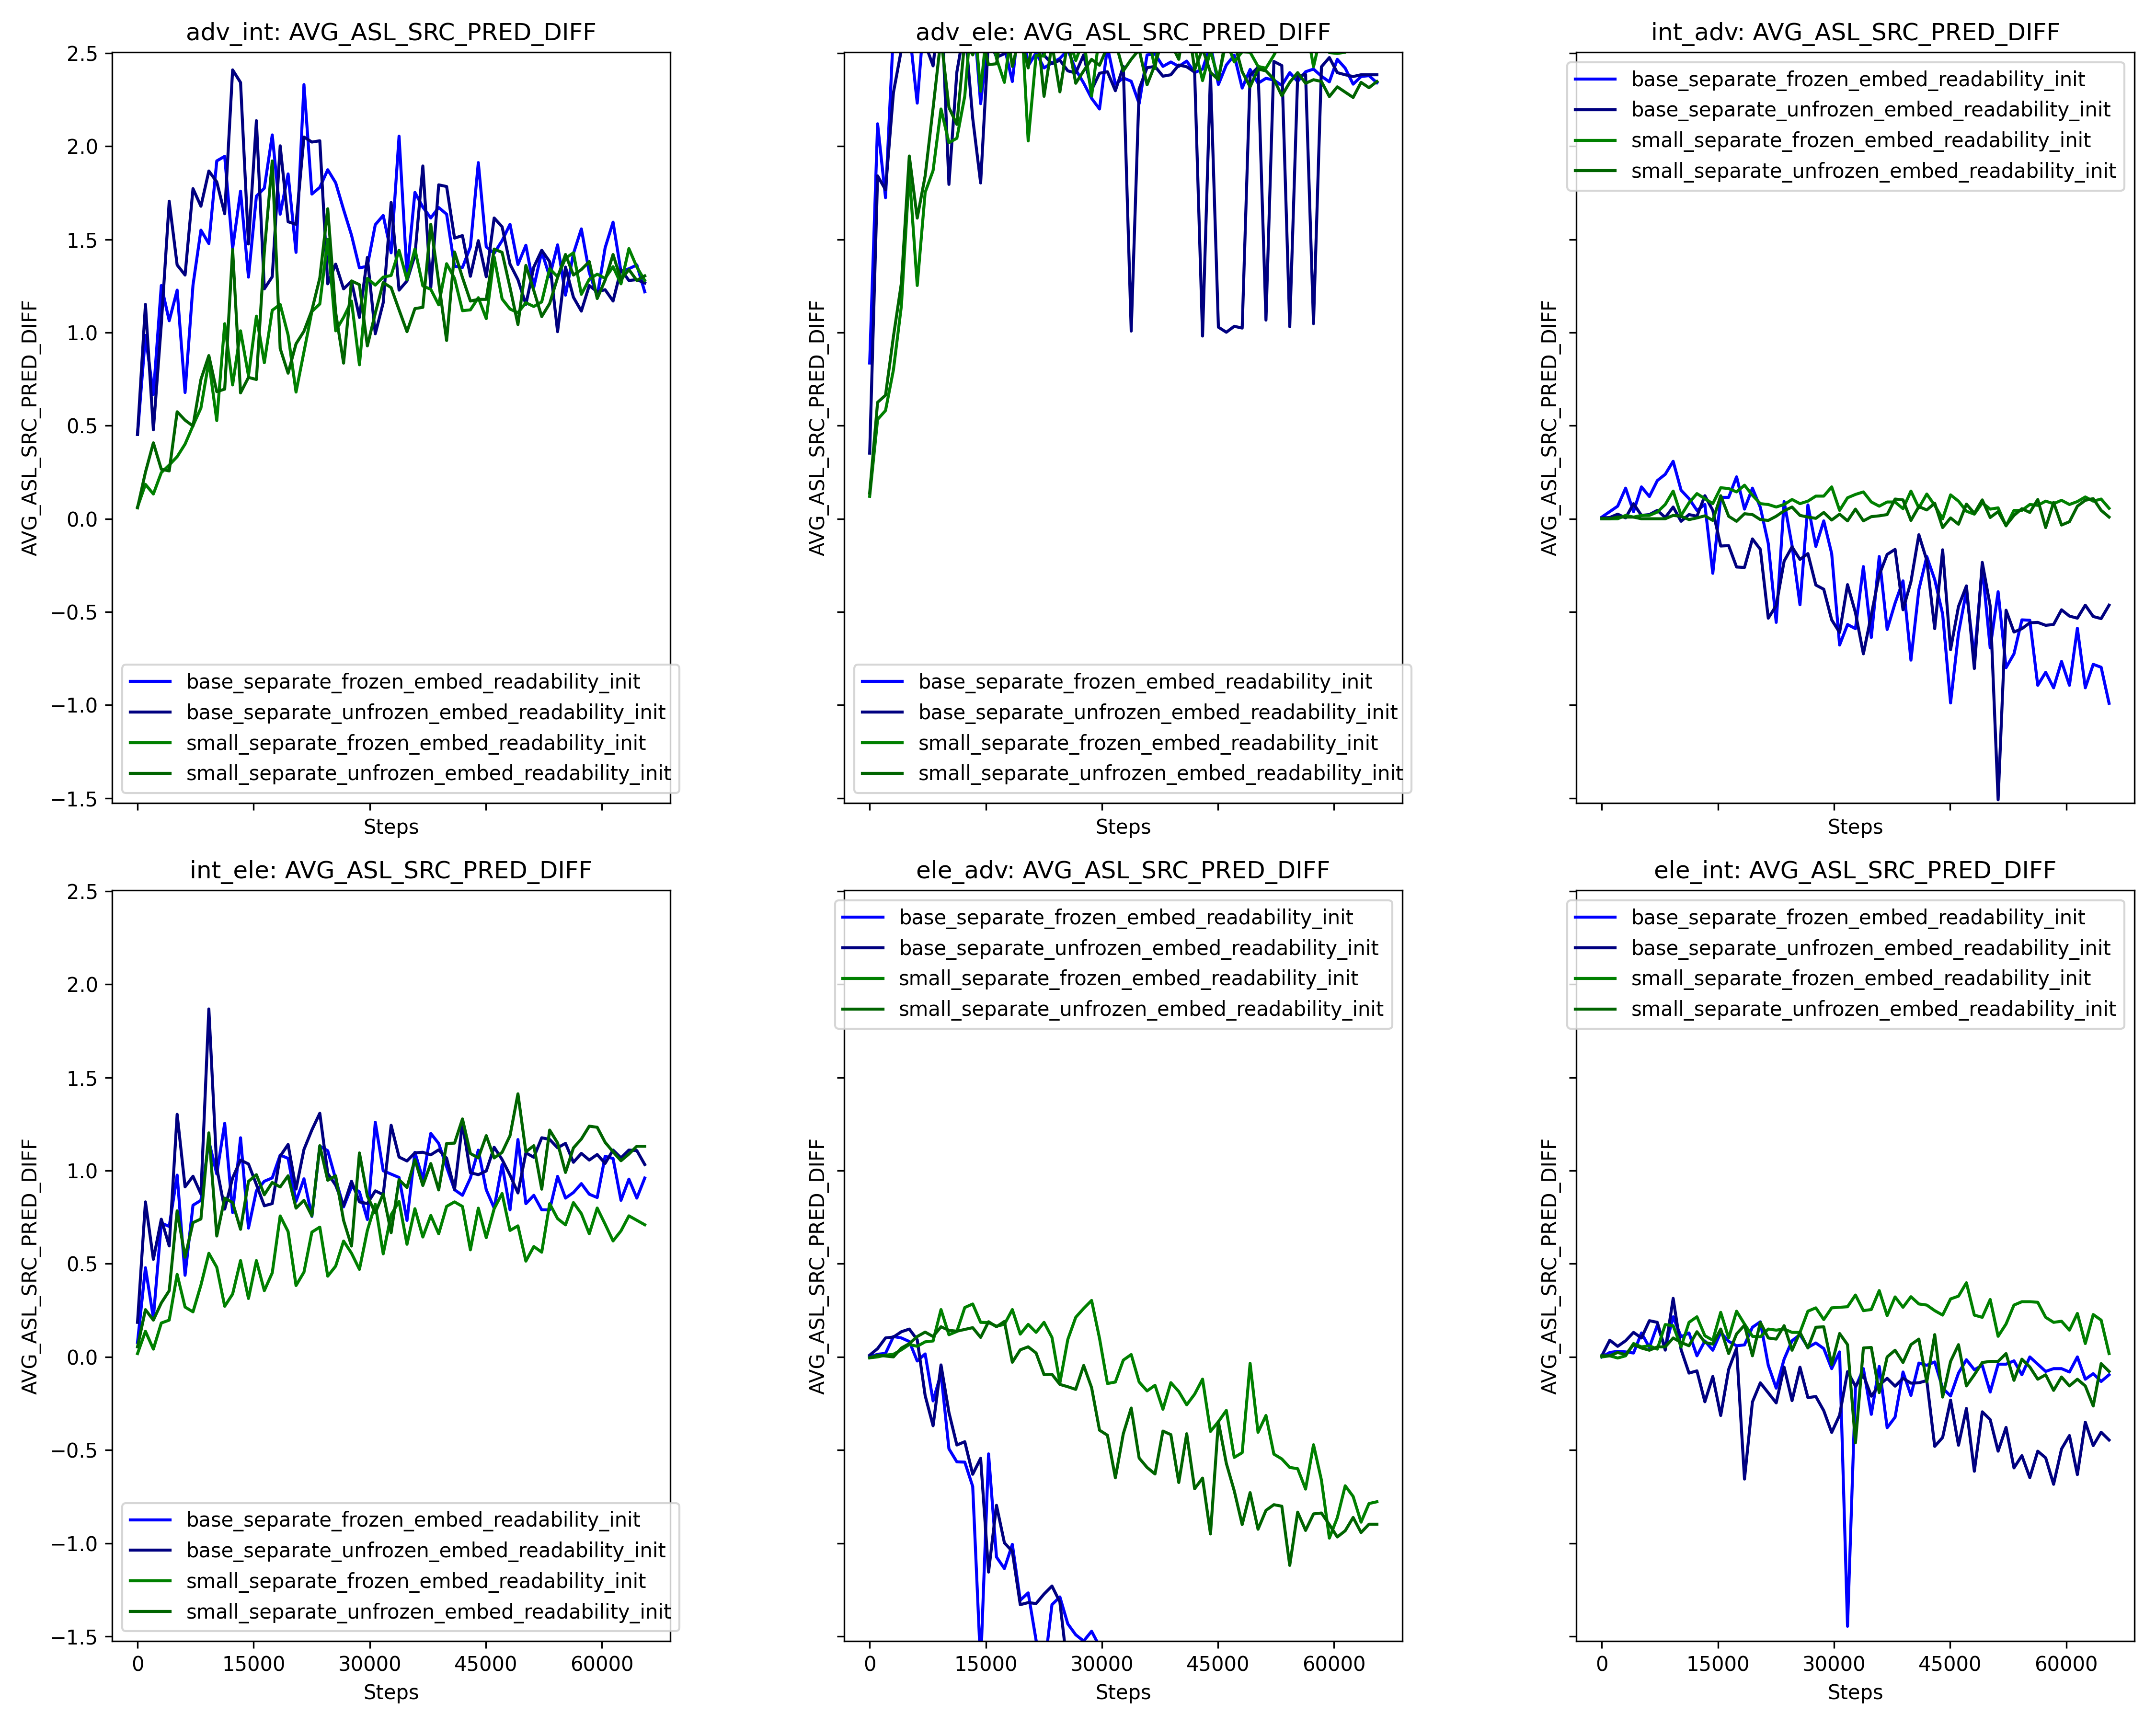 adv_int: AVG_ASL_SRC_PRED_DIFF
adv_ele: AVG_ASL_SRC_PRED_DIFF
int_adv: AVG_ASL_SRC_PRED_DIFF
AVG_ASL_SRC_PRED_DIFF
2.5
2.0
1.5
1.0
0.5
0.0
−0.5
−1.0
−1.5
base_separate_frozen_embed_readability_init
base_separate_unfrozen_embed_readability_init
small_separate_frozen_embed_readability_init
small_separate_unfrozen_embed_readability_init
Steps
AVG_ASL_SRC_PRED_DIFF
base_separate_frozen_embed_readability_init
base_separate_unfrozen_embed_readability_init
small_separate_frozen_embed_readability_init
small_separate_unfrozen_embed_readability_init
Steps
AVG_ASL_SRC_PRED_DIFF
base_separate_frozen_embed_readability_init
base_separate_unfrozen_embed_readability_init
small_separate_frozen_embed_readability_init
small_separate_unfrozen_embed_readability_init
Steps
int_ele: AVG_ASL_SRC_PRED_DIFF
ele_adv: AVG_ASL_SRC_PRED_DIFF
ele_int: AVG_ASL_SRC_PRED_DIFF
AVG_ASL_SRC_PRED_DIFF
2.5
2.0
1.5
1.0
0.5
0.0
−0.5
−1.0
−1.5
base_separate_frozen_embed_readability_init
base_separate_unfrozen_embed_readability_init
small_separate_frozen_embed_readability_init
small_separate_unfrozen_embed_readability_init
0 15000 30000 45000 60000
Steps
AVG_ASL_SRC_PRED_DIFF
base_separate_frozen_embed_readability_init
base_separate_unfrozen_embed_readability_init
small_separate_frozen_embed_readability_init
small_separate_unfrozen_embed_readability_init
0 15000 30000 45000 60000
Steps
AVG_ASL_SRC_PRED_DIFF
base_separate_frozen_embed_readability_init
base_separate_unfrozen_embed_readability_init
small_separate_frozen_embed_readability_init
small_separate_unfrozen_embed_readability_init
0 15000 30000 45000 60000
Steps